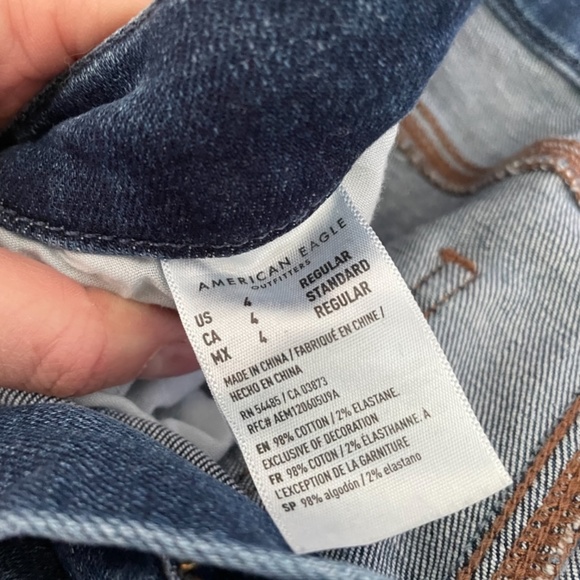 AMERICAN EAGLE
OUTFITTERS
US 4 REGULAR
CA 4 STANDARD
MX 4 REGULAR
MADE IN CHINA / FABRIQUÉ EN CHINE /
HECHO EN CHINA
RN 54485 / CA 03873
RFC# AEM120605U9A
EN 98% COTTON / 2% ELASTANE,
EXCLUSIVE OF DECORATION
FR 98% COTON / 2% ÉLASTHANNE, À
L'EXCEPTION DE LA GARNITURE
SP 98% algodón / 2% elastano